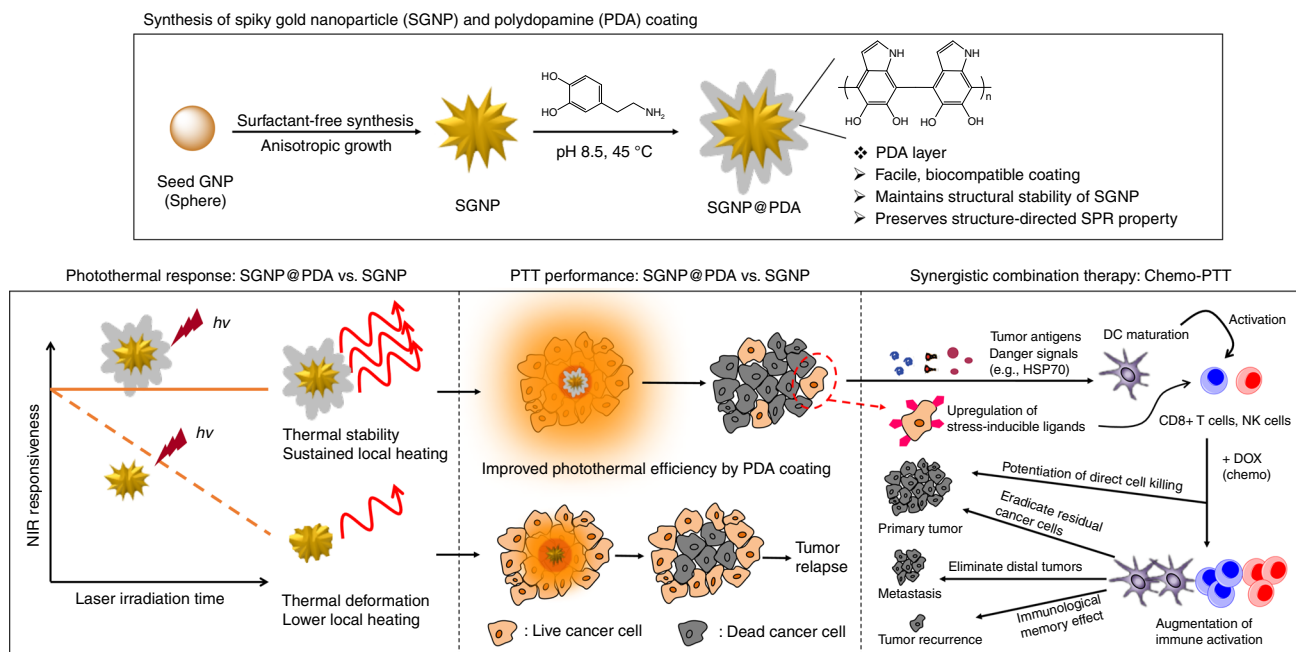 Synthesis of spiky gold nanoparticle (SGNP) and polydopamine (PDA) coating
Seed GNP
(Sphere)
Surfactant-free synthesis
Anisotropic growth
SGNP
HO
HO
NH2
pH 8.5, 45 °C
SGNP@PDA
NH
NH
n
HO
OH
HO
OH
❖ PDA layer
➢ Facile, biocompatible coating
➢ Maintains structural stability of SGNP
➢ Preserves structure-directed SPR property
Photothermal response: SGNP@PDA vs. SGNP
NIR responsiveness
hv
hv
Laser irradiation time
Thermal stability
Sustained local heating
Thermal deformation
Lower local heating
PTT performance: SGNP@PDA vs. SGNP
Improved photothermal efficiency by PDA coating
Tumor
relapse
: Live cancer cell
: Dead cancer cell
Synergistic combination therapy: Chemo-PTT
Tumor antigens
Danger signals
(e.g., HSP70)
DC maturation
Activation
Upregulation of
stress-inducible ligands
CD8+ T cells, NK cells
+ DOX
(chemo)
Potentiation of direct cell killing
Primary tumor
Eradicate residual
cancer cells
Eliminate distal tumors
Metastasis
Immunological
memory effect
Tumor recurrence
Augmentation of
immune activation